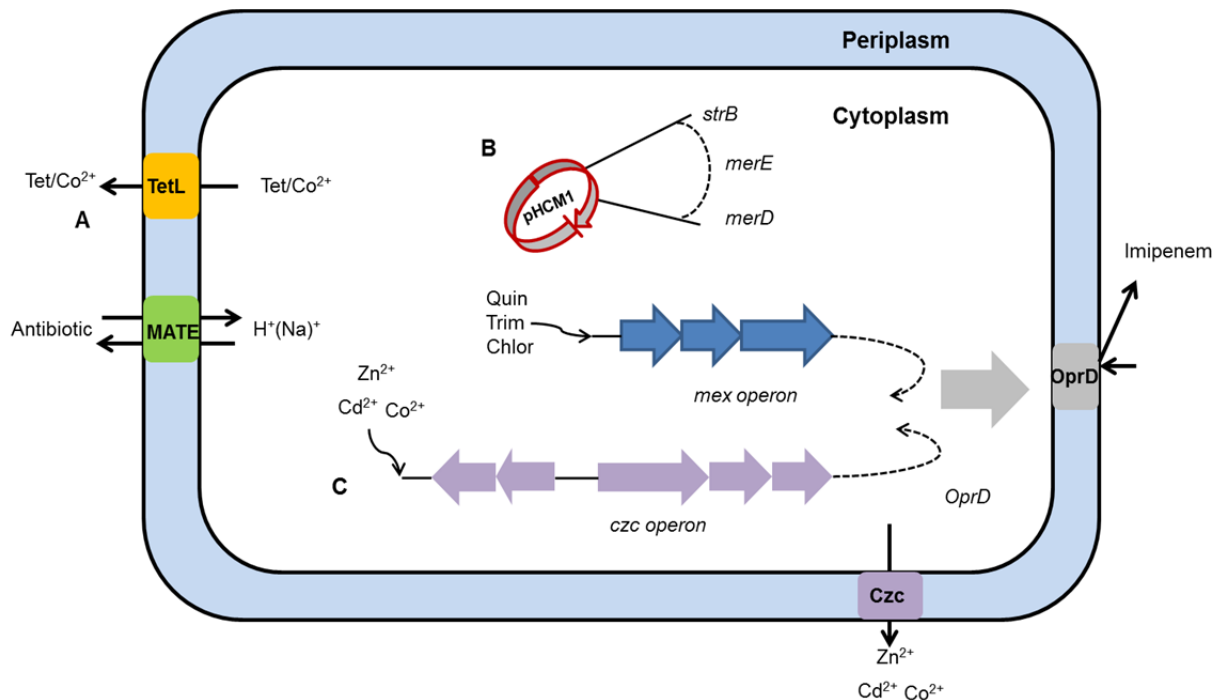 Periplasm
Cytoplasm
B
strB
merE
merD
pHCM1
Tet/Co²⁺
TetL
Tet/Co²⁺
A
Antibiotic
MATE
H⁺(Na)⁺
Imipenem
OprD
Quin
Trim
Chlor
mex operon
Zn²⁺
Cd²⁺ Co²⁺
C
czc operon
OprD
Czc
Zn²⁺
Cd²⁺ Co²⁺